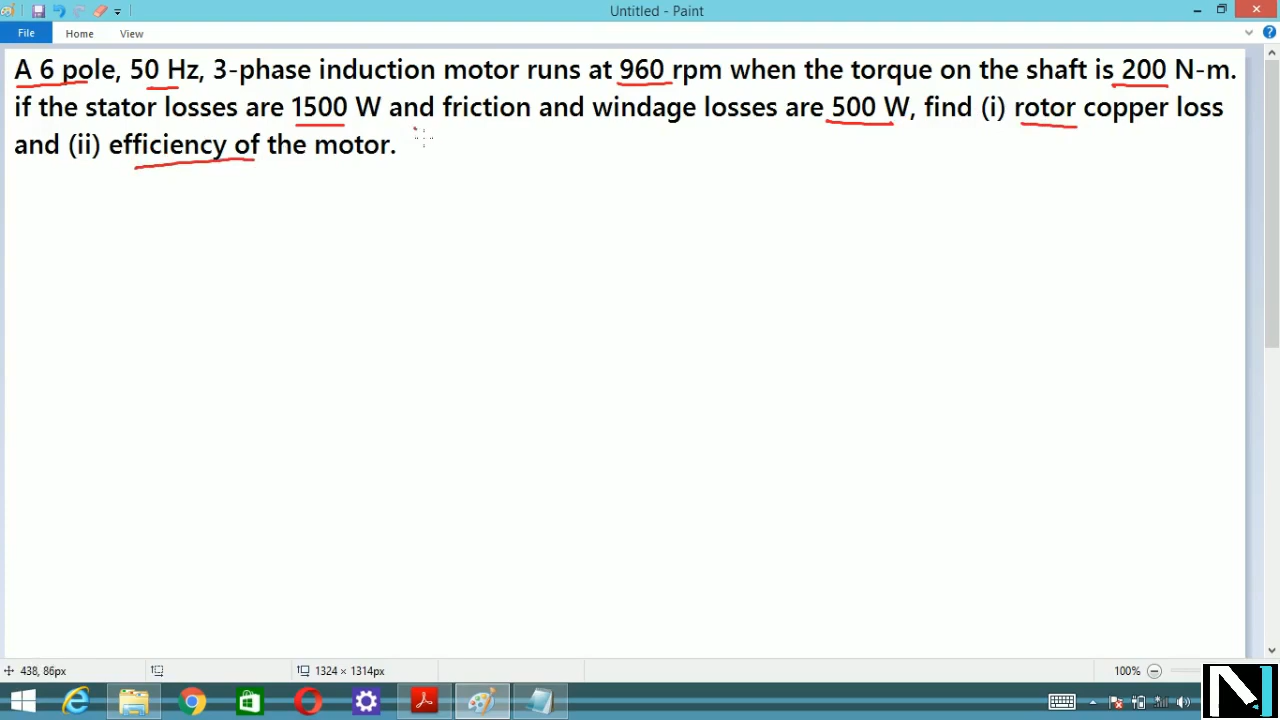 Untitled - Paint
File Home View
A 6 pole, 50 Hz, 3-phase induction motor runs at 960 rpm when the torque on the shaft is 200 N-m.
if the stator losses are 1500 W and friction and windage losses are 500 W, find (i) rotor copper loss
and (ii) efficiency of the motor.
438, 86px 1324 × 1314px 100%